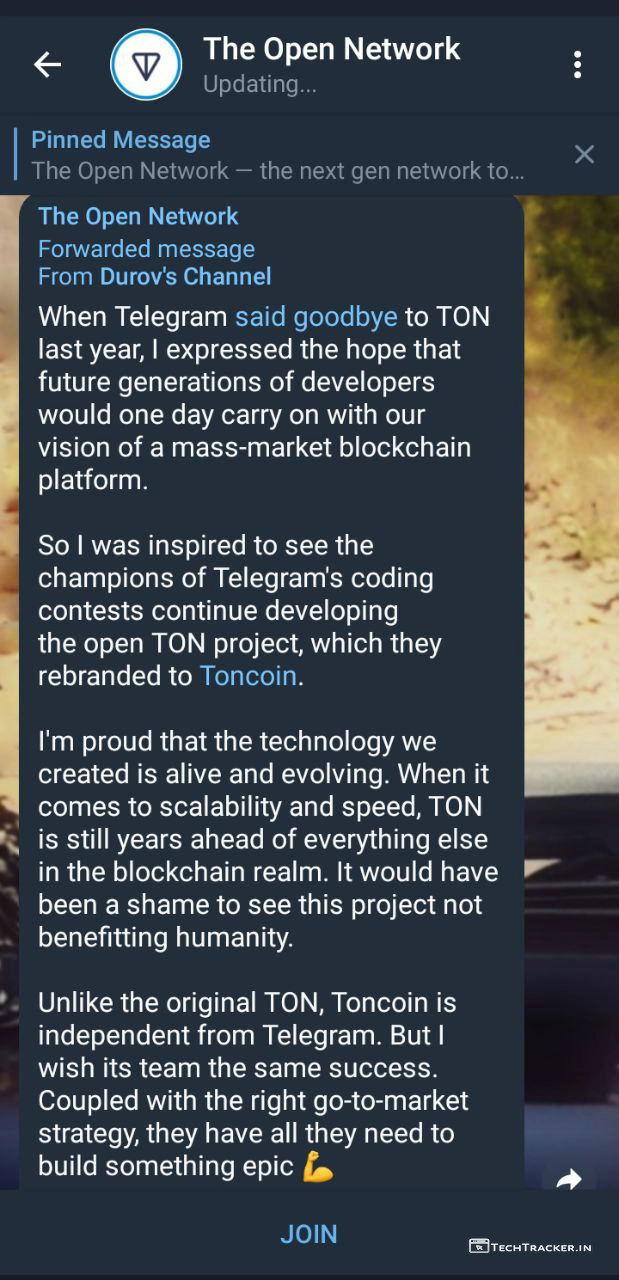 The Open Network
Updating...
Pinned Message
The Open Network — the next gen network to...
The Open Network
Forwarded message
From Durov's Channel
When Telegram said goodbye to TON
last year, I expressed the hope that
future generations of developers
would one day carry on with our
vision of a mass-market blockchain
platform.
So I was inspired to see the
champions of Telegram's coding
contests continue developing
the open TON project, which they
rebranded to Toncoin.
I'm proud that the technology we
created is alive and evolving. When it
comes to scalability and speed, TON
is still years ahead of everything else
in the blockchain realm. It would have
been a shame to see this project not
benefitting humanity.
Unlike the original TON, Toncoin is
independent from Telegram. But I
wish its team the same success.
Coupled with the right go-to-market
strategy, they have all they need to
build something epic 💪
JOIN
TECHTRACKER.IN